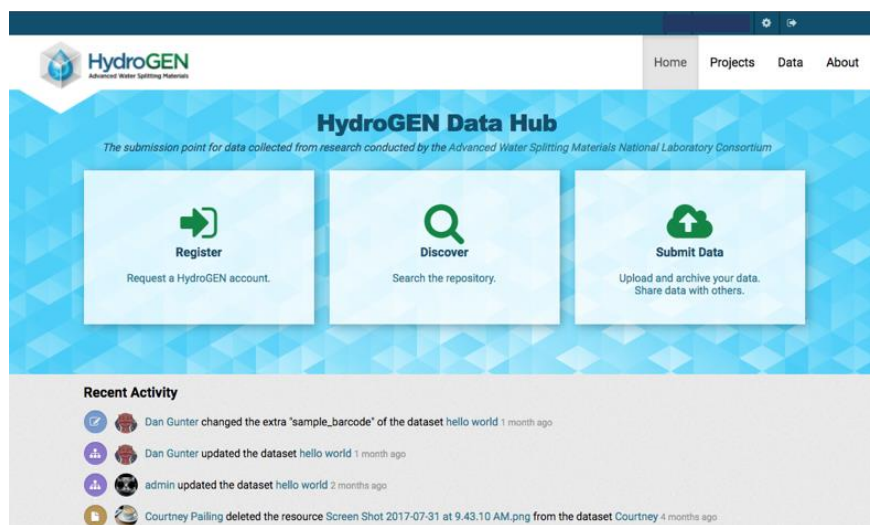 HydroGEN
Advanced Water Splitting Materials
Home Projects Data About
HydroGEN Data Hub
The submission point for data collected from research conducted by the Advanced Water Splitting Materials National Laboratory Consortium
Register
Request a HydroGEN account.
Discover
Search the repository.
Submit Data
Upload and archive your data.
Share data with others.
Recent Activity
Dan Gunter changed the extra "sample_barcode" of the dataset hello world 1 month ago
Dan Gunter updated the dataset hello world 1 month ago
admin updated the dataset hello world 2 months ago
Courtney Pailing deleted the resource Screen Shot 2017-07-31 at 9.43.10 AM.png from the dataset Courtney 4 months ago